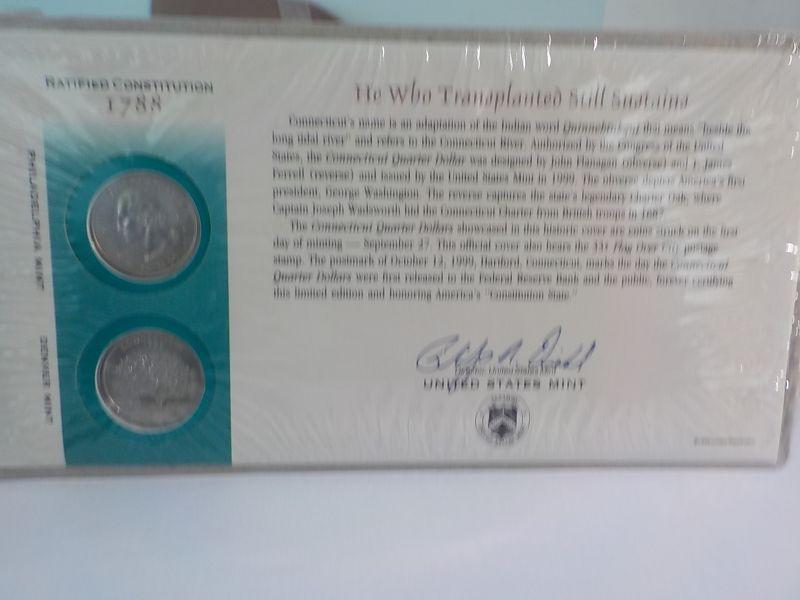 RATIFIED CONSTITUTION
1788
PHILADELPHIA MINT
DENVER MINT
He Who Transplanted Still Sustains
Connecticut's name is an adaptation of the Indian word that means "beside the
long tidal river" and refers to the Connecticut River. Authorized by the Congress of the United
States, the Connecticut Quarter Dollar was designed by John Flanagan (obverse) and T. James
Ferrell (reverse) and issued by the United States Mint in 1999. The obverse depicts America's first
president, George Washington. The reverse captures the state's legendary Charter Oak, where
Captain Joseph Wadsworth hid the Connecticut Charter from British troops in 1687.
The Connecticut Quarter Dollars showcased in this historic cover are coins struck on the first
day of minting — September 27. This official cover also bears the 33¢ Flag Over City postage
stamp. The postmark of October 12, 1999, Hartford, Connecticut, marks the day the Connecticut
Quarter Dollars were first released to the Federal Reserve Bank and the public, forever certifying
this limited edition and honoring America's "Constitution State."
Director, United States Mint
UNITED STATES MINT